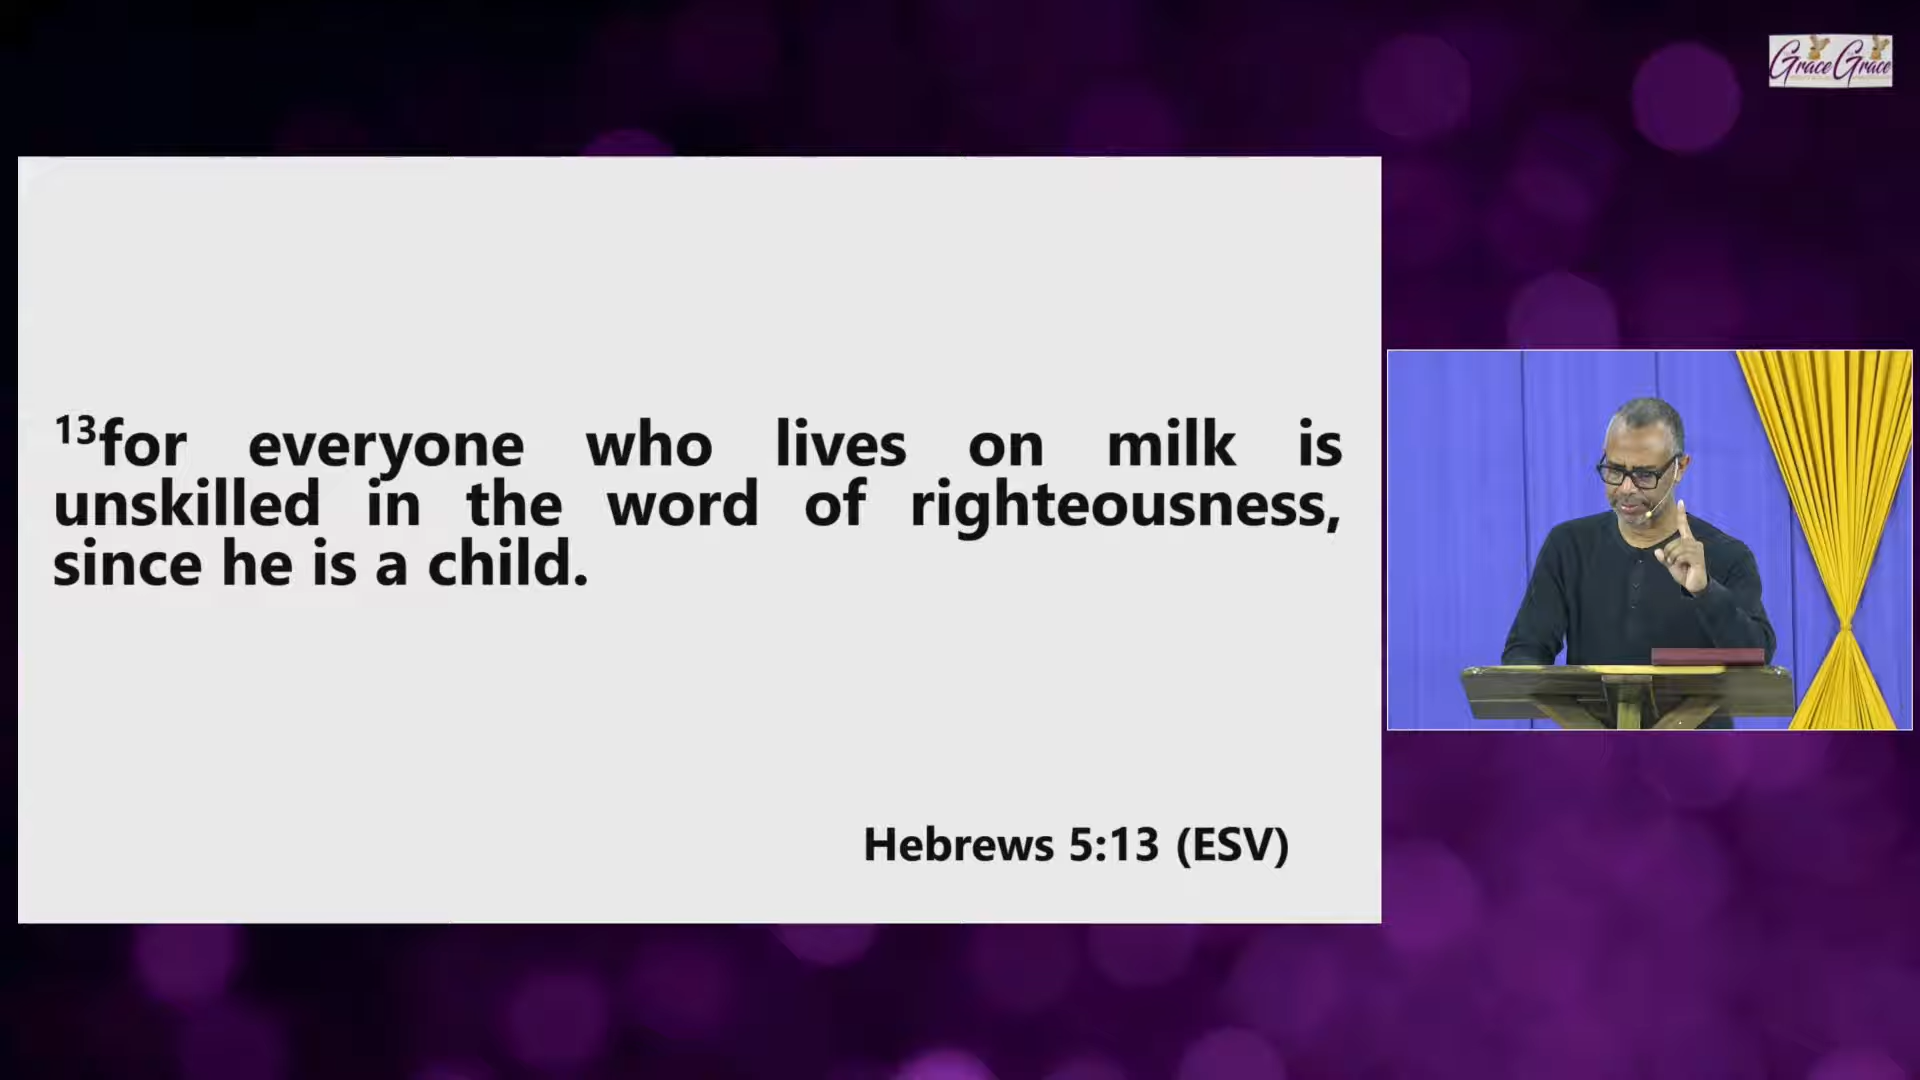 Grace Grace
13for everyone who lives on milk is
unskilled in the word of righteousness,
since he is a child.
Hebrews 5:13 (ESV)